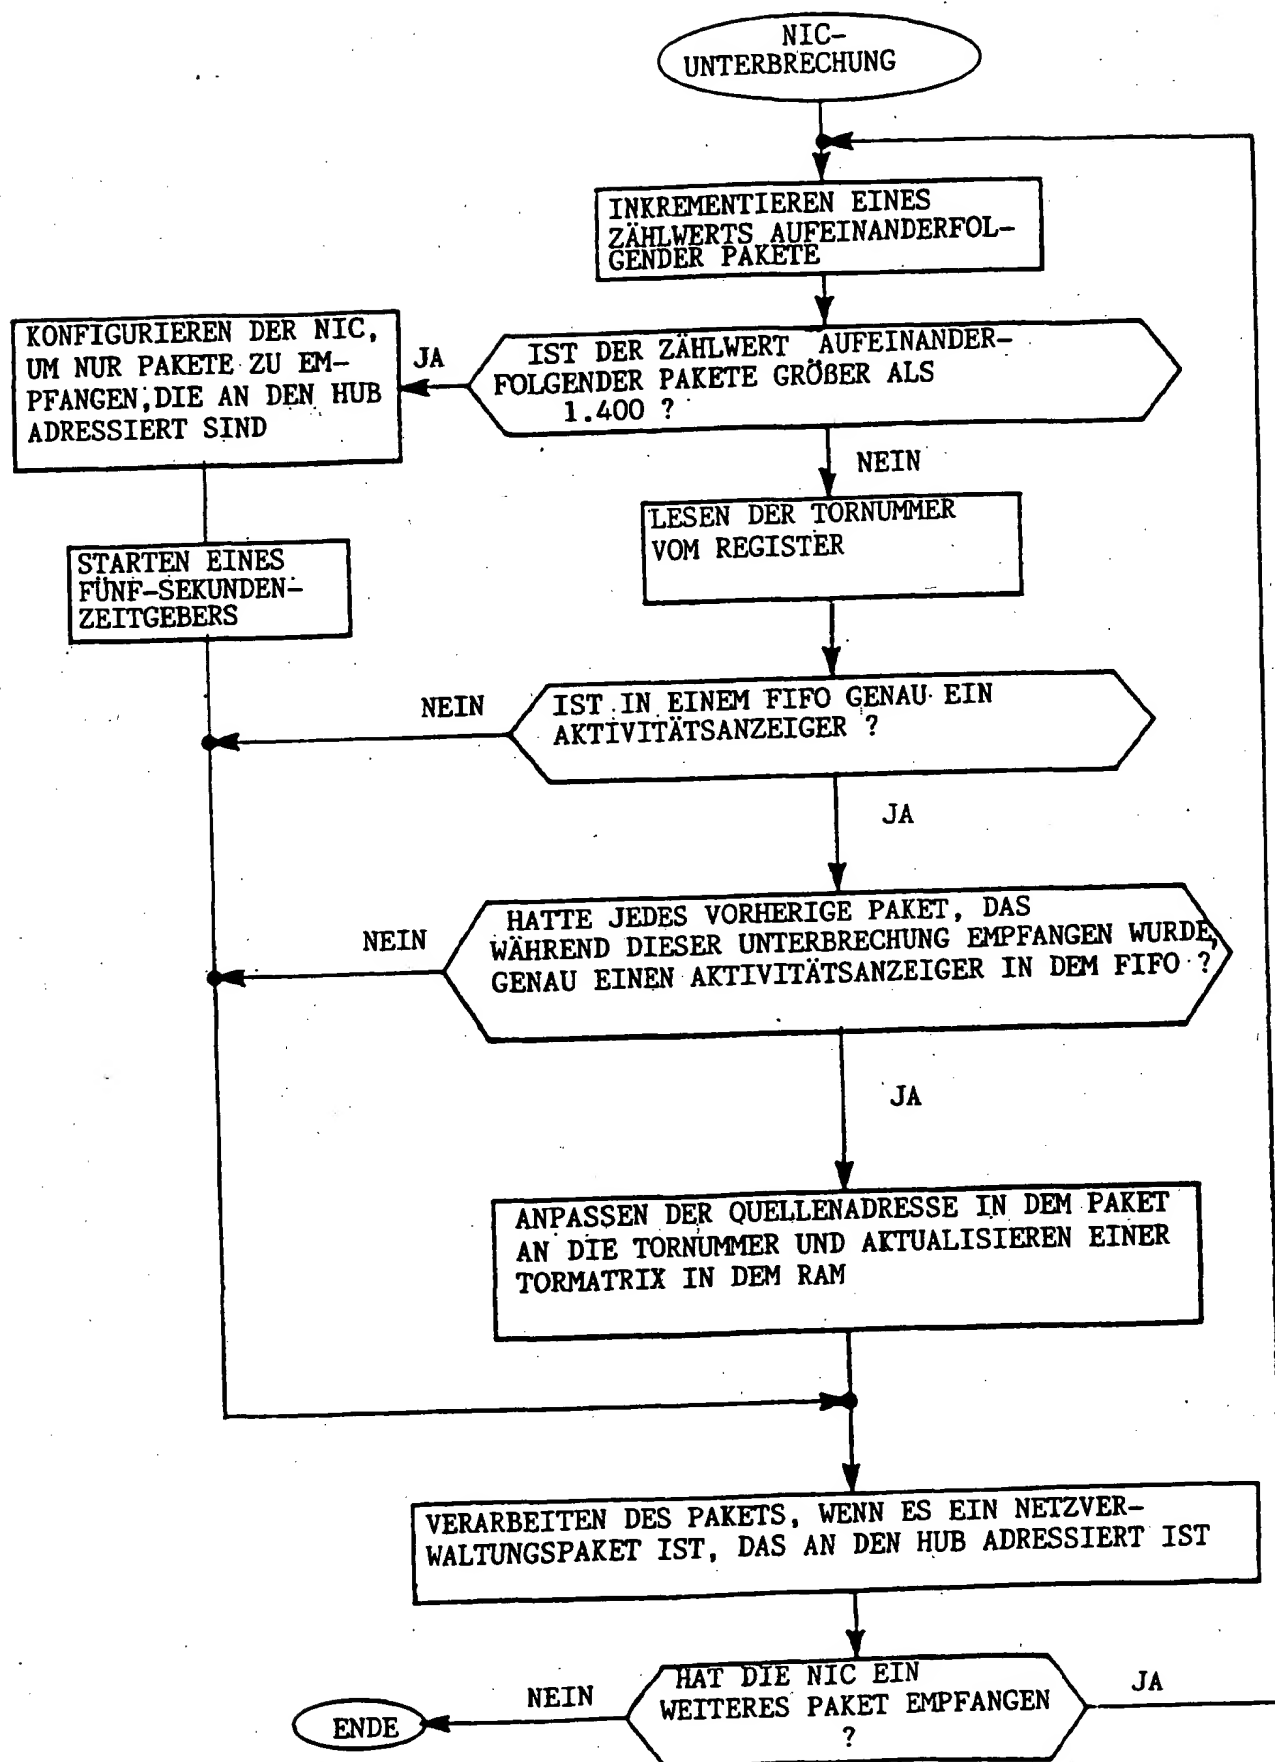 NIC-
UNTERBRECHUNG
INKREMENTIEREN EINES
ZÄHLWERTS AUFEINANDERFOL-
GENDER PAKETE
IST DER ZÄHLWERT AUFEINANDER-
FOLGENDER PAKETE GRÖßER ALS
1.400 ?
JA
KONFIGURIEREN DER NIC,
UM NUR PAKETE ZU EM-
PFANGEN, DIE AN DEN HUB
ADRESSIERT SIND
NEIN
STARTEN EINES
FÜNF-SEKUNDEN-
ZEITGEBERS
LESEN DER TORNUMMER
VOM REGISTER
NEIN
IST IN EINEM FIFO GENAU EIN
AKTIVITÄTSANZEIGER ?
JA
NEIN
HATTE JEDES VORHERIGE PAKET, DAS
WÄHREND DIESER UNTERBRECHUNG EMPFANGEN WURDE,
GENAU EINEN AKTIVITÄTSANZEIGER IN DEM FIFO ?
JA
ANPASSEN DER QUELLENADRESSE IN DEM PAKET
AN DIE TORNUMMER UND AKTUALISIEREN EINER
TORMATRIX IN DEM RAM
VERARBEITEN DES PAKETS, WENN ES EIN NETZVER-
WALTUNGSPAKET IST, DAS AN DEN HUB ADRESSIERT IST
HAT DIE NIC EIN
WEITERES PAKET EMPFANGEN
?
NEIN
JA
ENDE